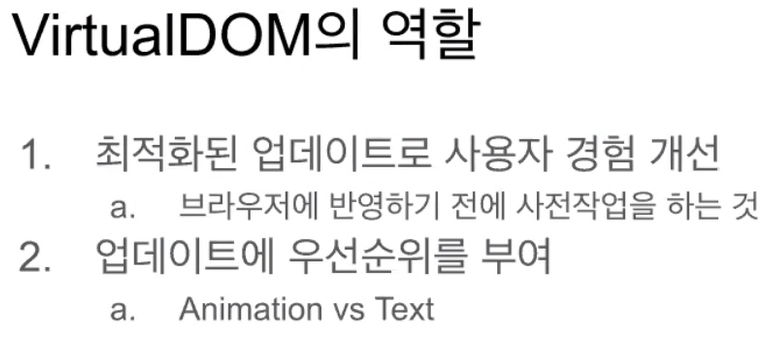 VirtualDOM의 역할
1. 최적화된 업데이트로 사용자 경험 개선
a. 브라우저에 반영하기 전에 사전작업을 하는 것
2. 업데이트에 우선순위를 부여
a. Animation vs Text